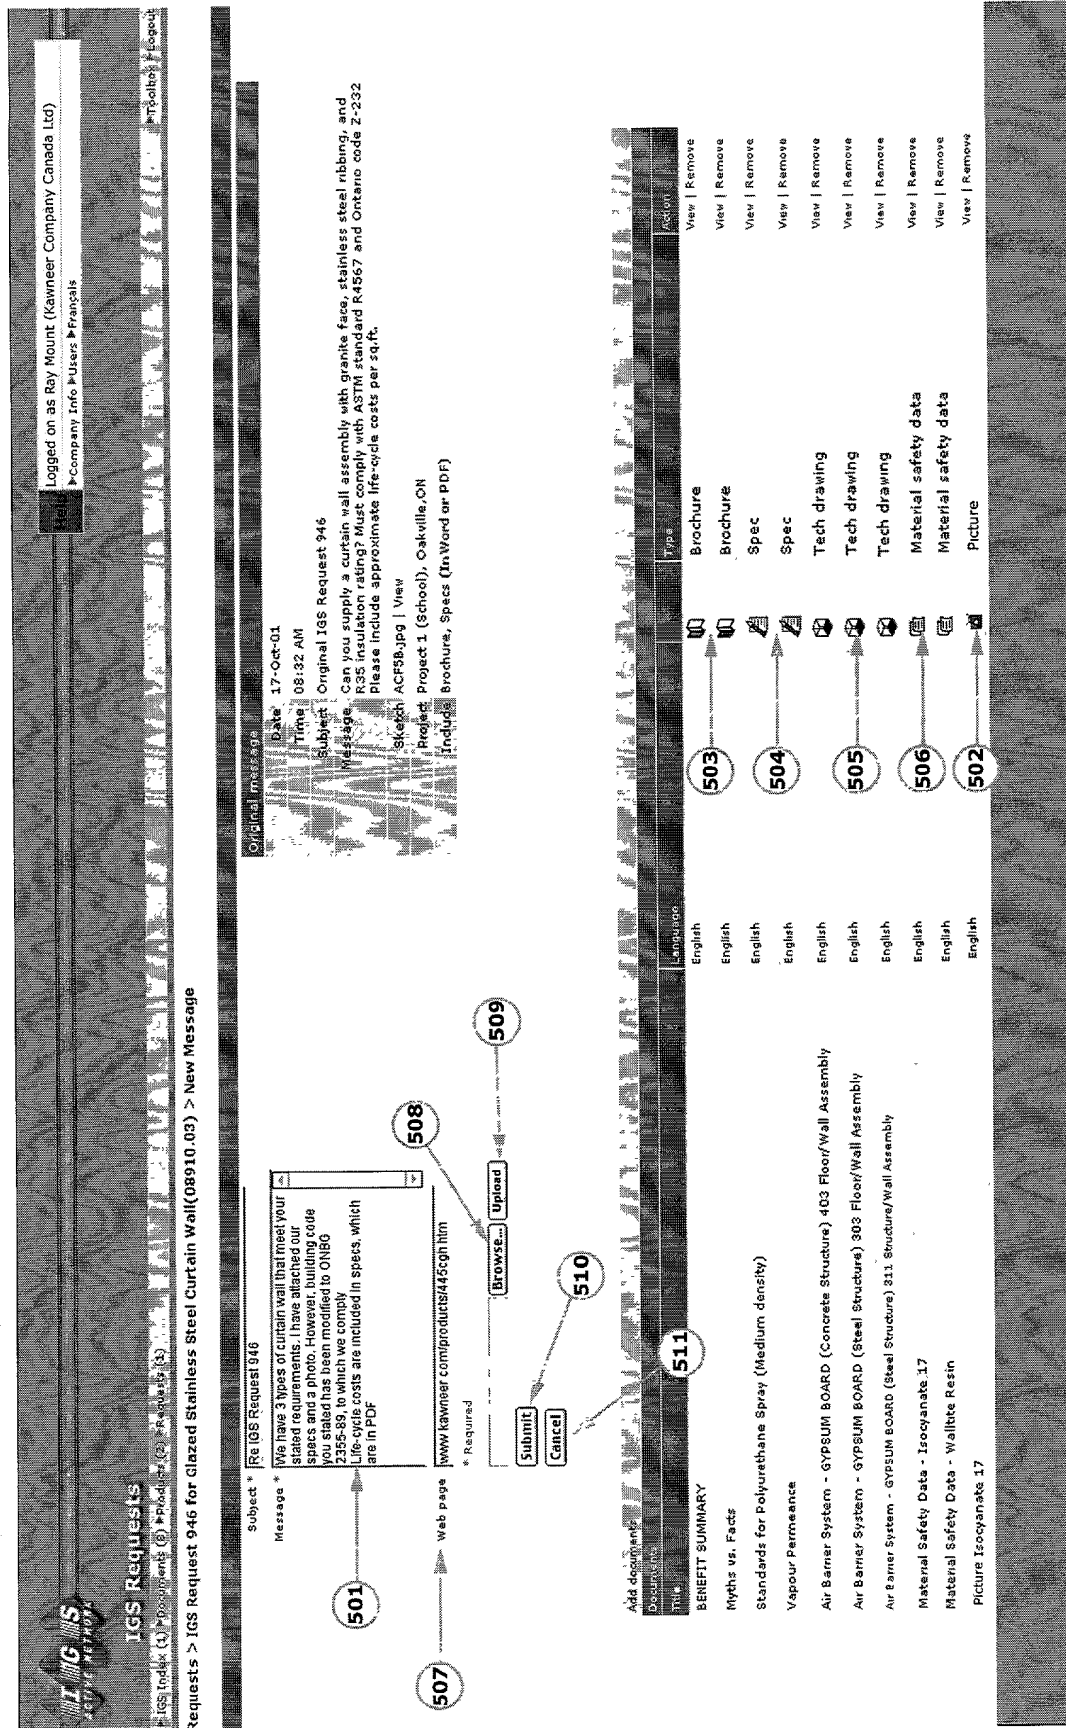 IGS
ACTIVE NETWORK
Help
Logged on as Ray Mount (Kawneer Company Canada Ltd)
Company Info Users Français
IGS Requests
IGS Index (1) Documents (8) Products (2) Requests (1)
Toolbox Logout
Requests > IGS Request 946 for Glazed Stainless Steel Curtain Wall(08910.03) > New Message
Subject *
Re IGS Request 946
Message *
We have 3 types of curtain wall that meet your
stated requirements. I have attached our
specs and a photo. However, building code
you stated has been modified to ONBG
2355-89, to which we comply
Life-cycle costs are included in specs, which
are in PDF
501
507
Web page
www kawneer com/products/445cgh htm
* Required
Browse...
Upload
508
509
Submit
Cancel
510
511
Original message
Date 17-Oct-01
Time 08:32 AM
Subject Original IGS Request 946
Message Can you supply a curtain wall assembly with granite face, stainless steel ribbing, and
R35 insulation rating? Must comply with ASTM standard R4567 and Ontario code Z-232
Please include approximate life-cycle costs per sq.ft.
Sketch ACF5B.jpg | View
Project Project 1 (school), Oakville,ON
Include Brochure, Specs (In Word or PDF)
Add documents
Documents
Title Language Type Action
BENEFIT SUMMARY English Brochure View | Remove
Myths vs. Facts English Brochure View | Remove
Standards for Polyurethane Spray (Medium density) English Spec View | Remove
Vapour Permeance English Spec View | Remove
Air Barrier System - GYPSUM BOARD (Concrete Structure) 403 Floor/Wall Assembly English Tech drawing View | Remove
Air Barrier System - GYPSUM BOARD (Steel Structure) 303 Floor/Wall Assembly English Tech drawing View | Remove
Air Barrier System - GYPSUM BOARD (Steel Structure) 311 Structure/Wall Assembly English Tech drawing View | Remove
Material Safety Data - Isocyanate 17 English Material safety data View | Remove
Material Safety Data - Walltite Resin English Material safety data View | Remove
Picture Isocyanate 17 English Picture View | Remove
503
504
505
506
502